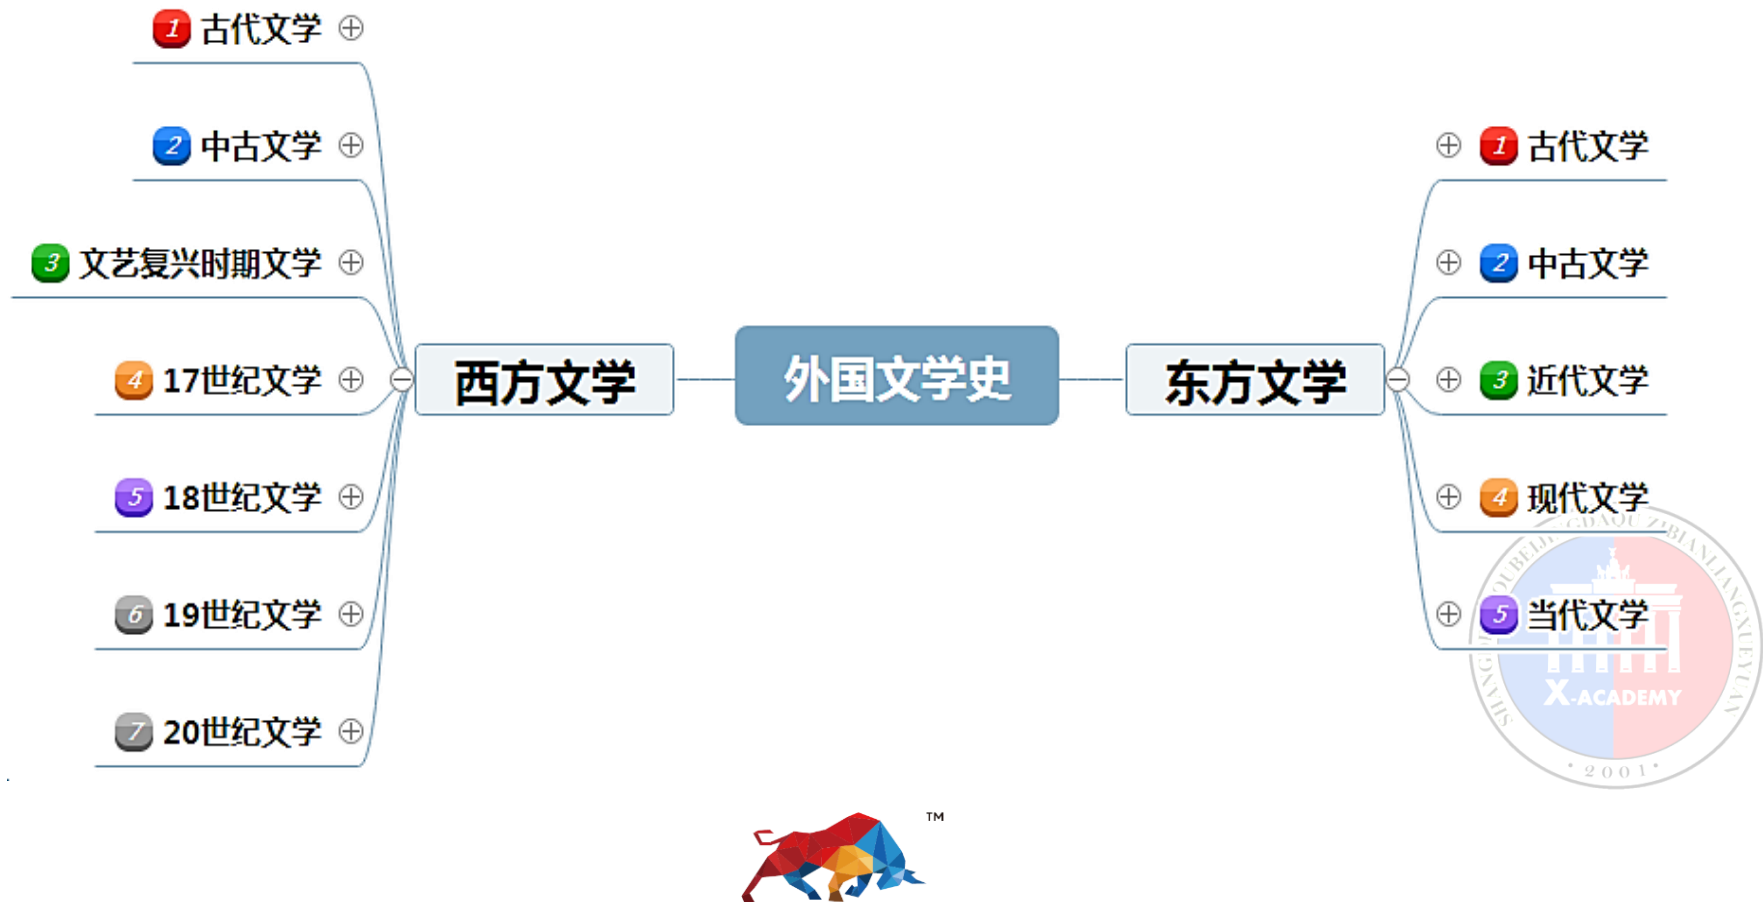 1 古代文学
2 中古文学
3 文艺复兴时期文学
4 17世纪文学
5 18世纪文学
6 19世纪文学
7 20世纪文学
西方文学
外国文学史
东方文学
1 古代文学
2 中古文学
3 近代文学
4 现代文学
5 当代文学
X-ACADEMY
· 2001 ·
TM